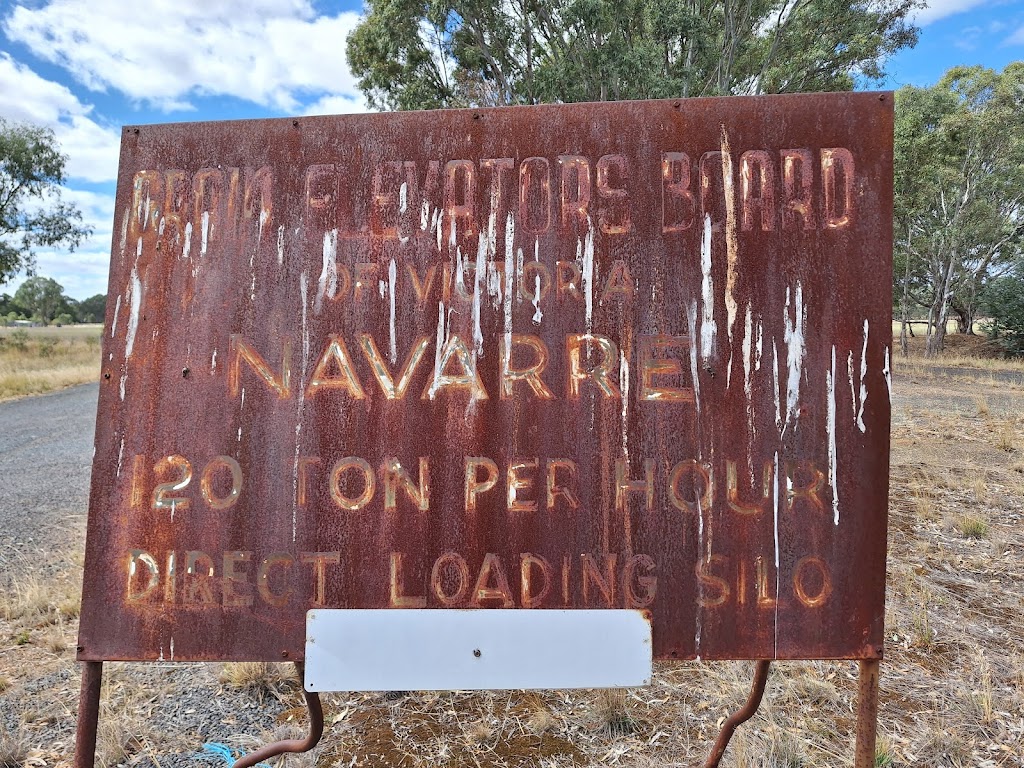 GRAIN ELEVATORS BOARD
OF VICTORIA
NAVARRE
120 TON PER HOUR
DIRECT LOADING SILO